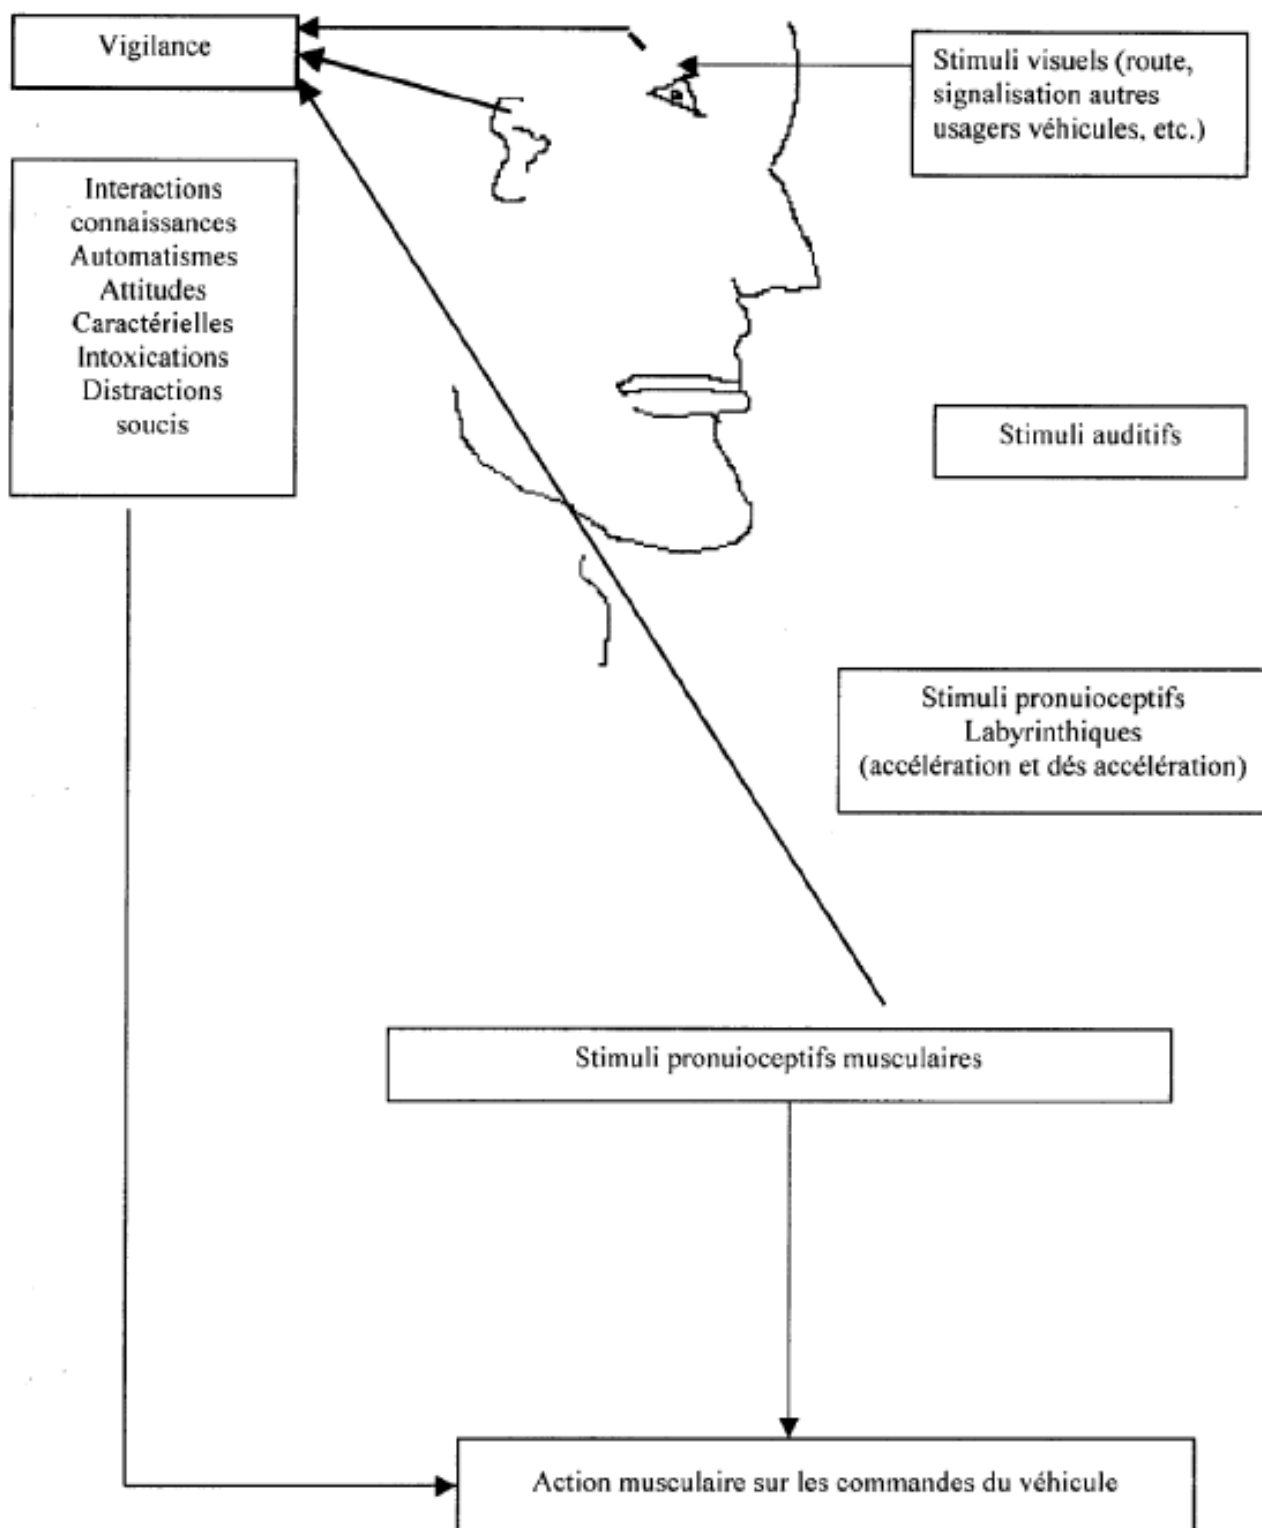 Vigilance
Stimuli visuels (route,
signalisation autres
usagers véhicules, etc.)
Interactions
connaissances
Automatismes
Attitudes
Caractérielles
Intoxications
Distractions
soucis
Stimuli auditifs
Stimuli pronuioceptifs
Labyrinthiques
(accélération et dés accélération)
Stimuli pronuioceptifs musculaires
Action musculaire sur les commandes du véhicule